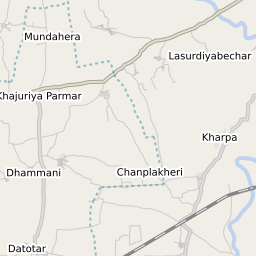 Mundahera
Lasurdiyabechar
Khajuriya Parmar
Kharpa
Dhammani
Chanplakheri
Datotar